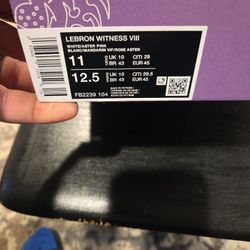 LEBRON WITNESS VIII
WHITE/ASTER PINK
BLANC/MANDARIN VIF/ROSE ASTER
11 UK 10 CM 29
BR 43 EUR 45
12.5 UK 10 CM 29.5
BR 43 EUR 45
FB2239 104